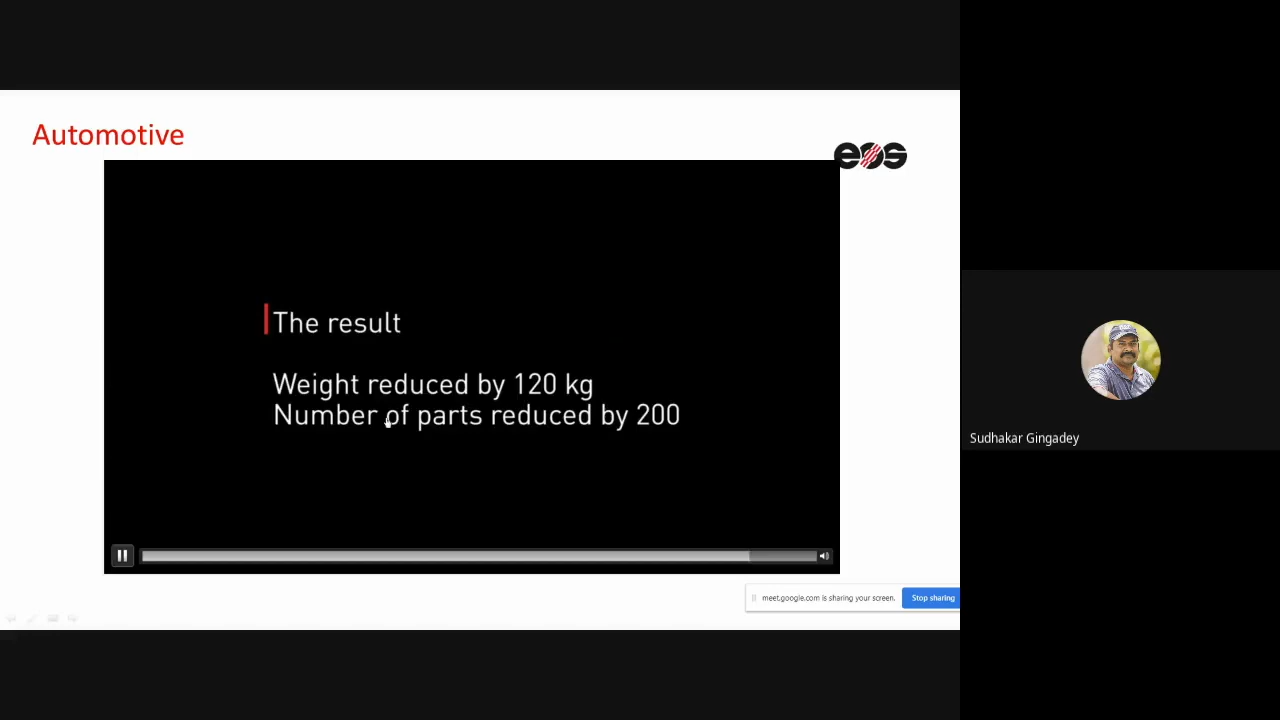 Automotive
eos
The result
Weight reduced by 120 kg
Number of parts reduced by 200
meet.google.com is sharing your screen.
Stop sharing
Sudhakar Gingadey